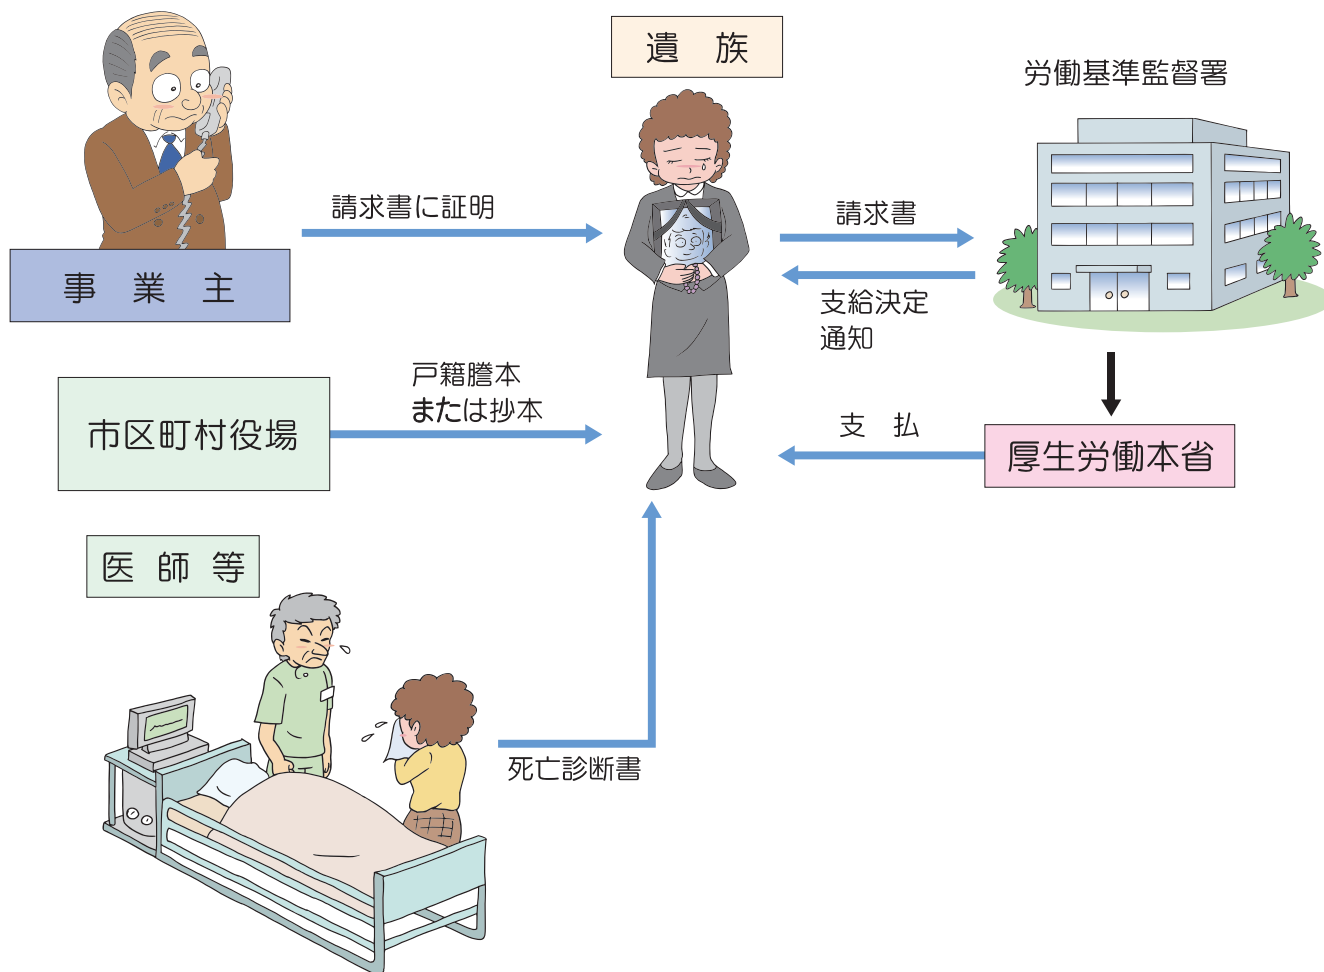 遺族
労働基準監督署
請求書に証明
請求書
事業主
支給決定
通知
戸籍謄本
または抄本
市区町村役場
支払
厚生労働本省
医師等
死亡診断書